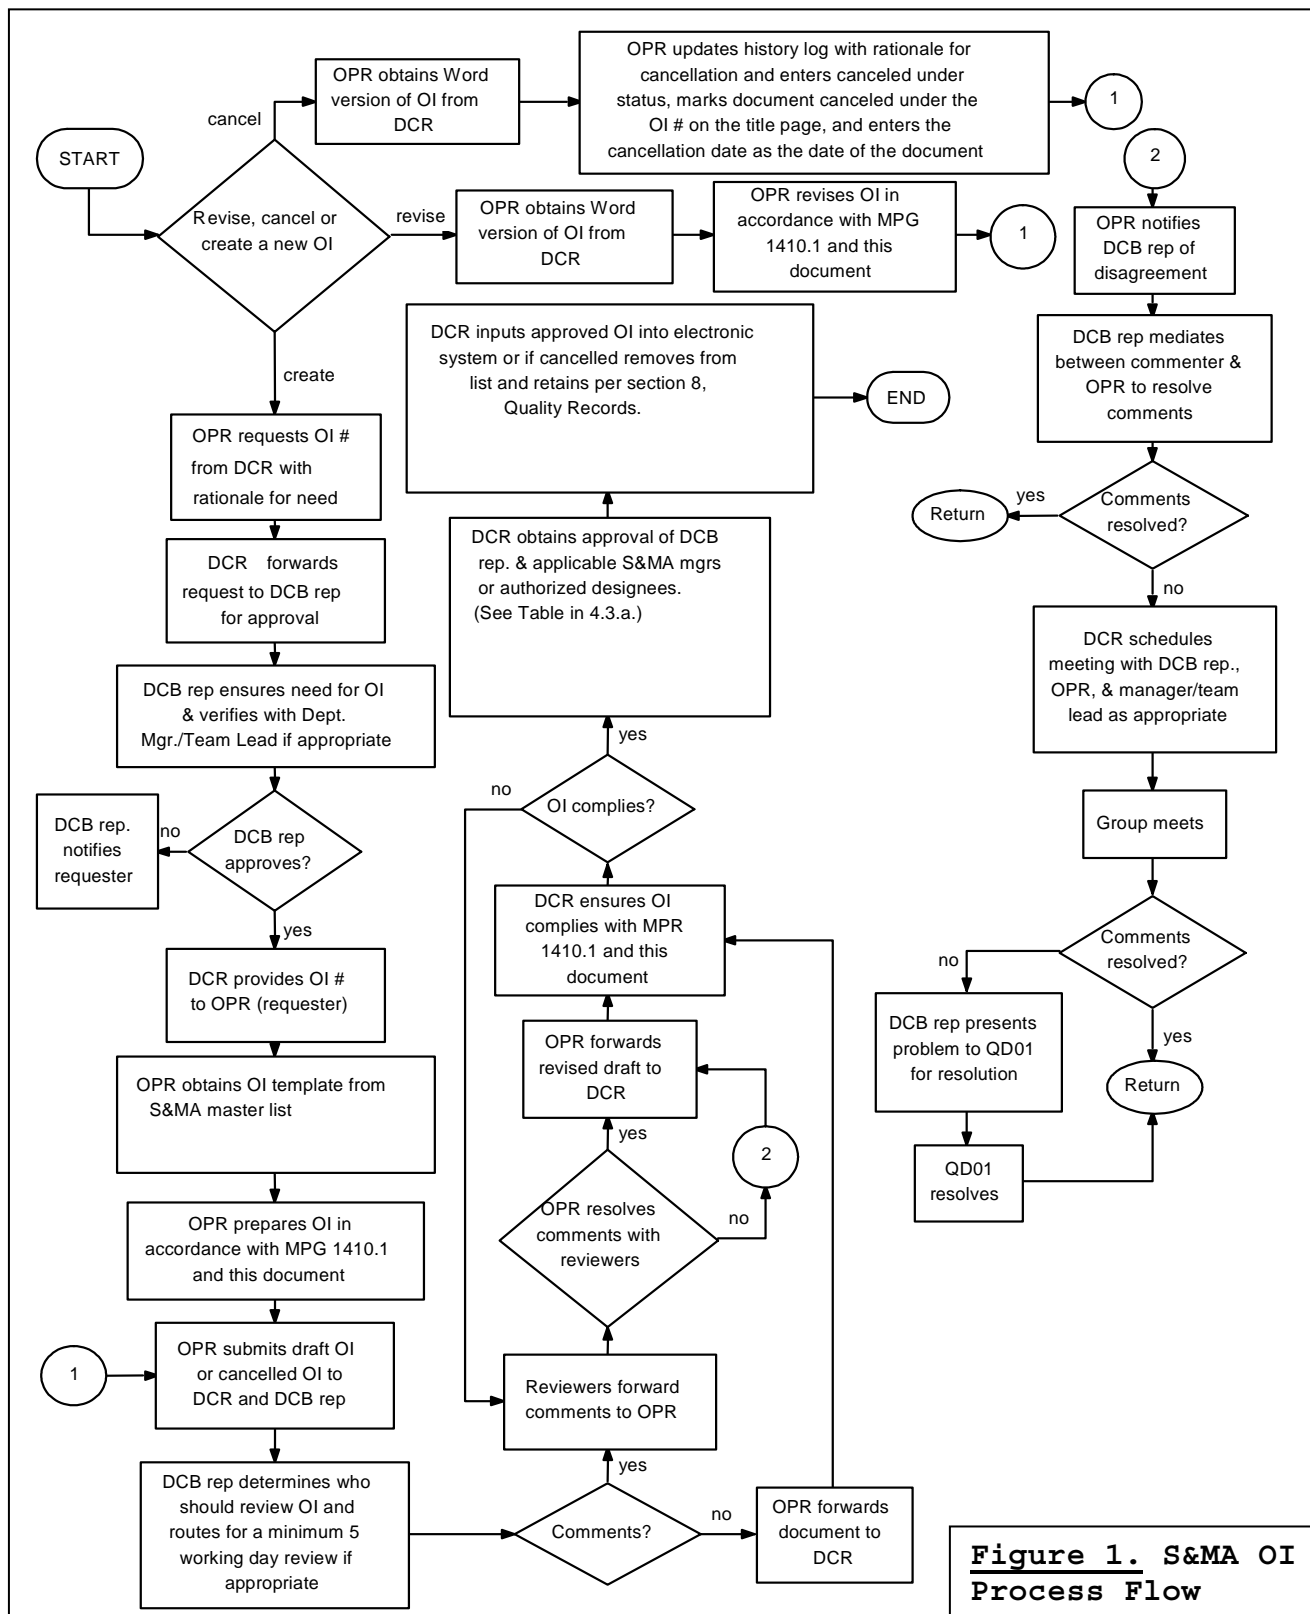 START
Revise, cancel or
create a new OI
cancel
OPR obtains Word
version of OI from
DCR
OPR updates history log with rationale for
cancellation and enters canceled under
status, marks document canceled under the
OI # on the title page, and enters the
cancellation date as the date of the document
1
revise
OPR obtains Word
version of OI from
DCR
OPR revises OI in
accordance with MPG
1410.1 and this
document
1
create
OPR requests OI #
from DCR with
rationale for need
DCR forwards
request to DCB rep
for approval
DCB rep ensures need for OI
& verifies with Dept.
Mgr./Team Lead if appropriate
DCB rep
approves?
no
DCB rep.
notifies
requester
yes
DCR provides OI #
to OPR (requester)
OPR obtains OI template from
S&MA master list
OPR prepares OI in
accordance with MPG 1410.1
and this document
1
OPR submits draft OI
or cancelled OI to
DCR and DCB rep
DCB rep determines who
should review OI and
routes for a minimum 5
working day review if
appropriate
Comments?
no
OPR forwards
document to
DCR
yes
Reviewers forward
comments to OPR
OPR resolves
comments with
reviewers
no
2
yes
OPR forwards
revised draft to
DCR
DCR ensures OI
complies with MPR
1410.1 and this
document
OI complies?
no
yes
DCR obtains approval of DCB
rep. & applicable S&MA mgrs
or authorized designees.
(See Table in 4.3.a.)
DCR inputs approved OI into electronic
system or if cancelled removes from
list and retains per section 8,
Quality Records.
END
2
OPR notifies
DCB rep of
disagreement
DCB rep mediates
between commenter &
OPR to resolve
comments
Comments
resolved?
yes
Return
no
DCR schedules
meeting with DCB rep.,
OPR, & manager/team
lead as appropriate
Group meets
Comments
resolved?
no
DCB rep presents
problem to QD01
for resolution
QD01
resolves
yes
Return
Figure 1. S&MA OI
Process Flow